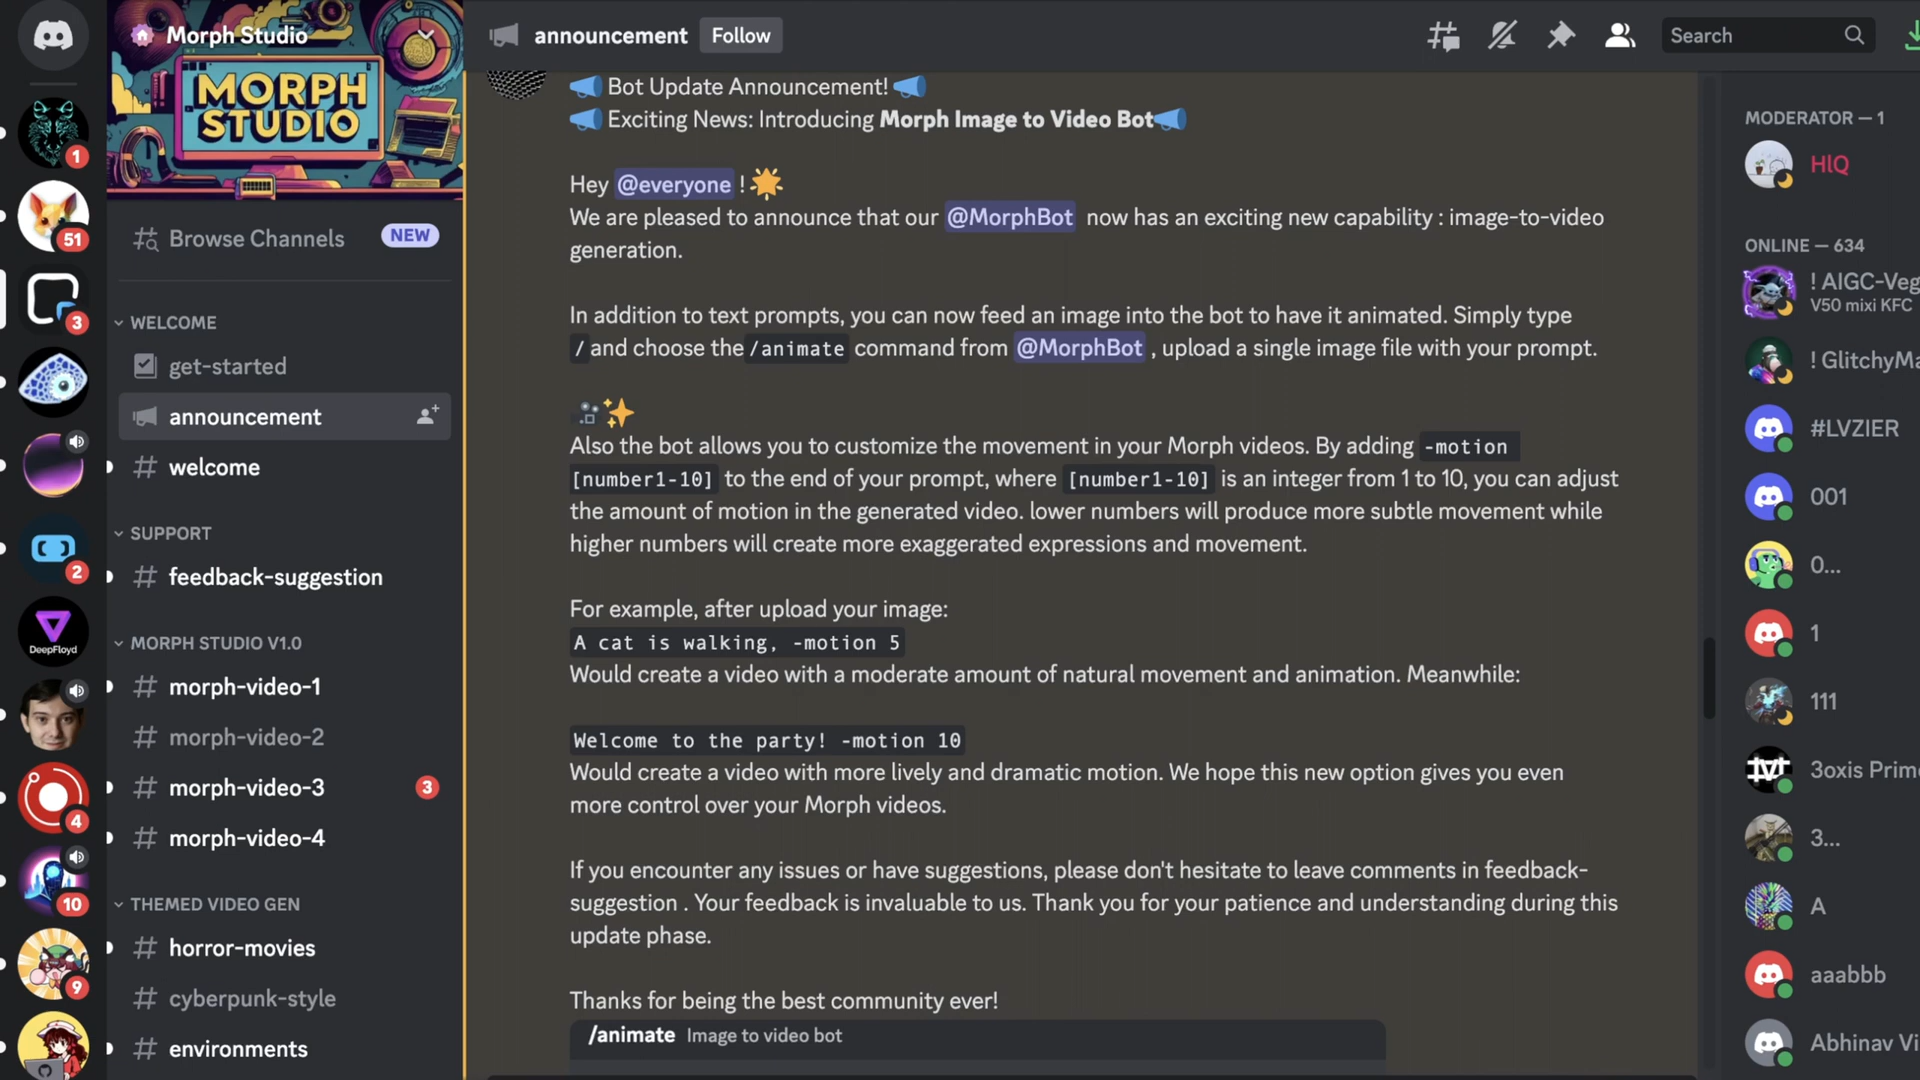 Morph Studio
MORPH
STUDIO
Browse Channels NEW
WELCOME
get-started
announcement
welcome
SUPPORT
feedback-suggestion
MORPH STUDIO V1.0
morph-video-1
morph-video-2
morph-video-3 3
morph-video-4
THEMED VIDEO GEN
horror-movies
cyberpunk-style
environments
1
51
3
2
DeepFloyd
4
10
9
announcement Follow
Search
Bot Update Announcement!
Exciting News: Introducing Morph Image to Video Bot
Hey @everyone !
We are pleased to announce that our @MorphBot now has an exciting new capability : image-to-video
generation.
In addition to text prompts, you can now feed an image into the bot to have it animated. Simply type
/ and choose the /animate command from @MorphBot , upload a single image file with your prompt.
Also the bot allows you to customize the movement in your Morph videos. By adding -motion
[number1-10] to the end of your prompt, where [number1-10] is an integer from 1 to 10, you can adjust
the amount of motion in the generated video. lower numbers will produce more subtle movement while
higher numbers will create more exaggerated expressions and movement.
For example, after upload your image:
A cat is walking, -motion 5
Would create a video with a moderate amount of natural movement and animation. Meanwhile:
Welcome to the party! -motion 10
Would create a video with more lively and dramatic motion. We hope this new option gives you even
more control over your Morph videos.
If you encounter any issues or have suggestions, please don't hesitate to leave comments in feedback-
suggestion . Your feedback is invaluable to us. Thank you for your patience and understanding during this
update phase.
Thanks for being the best community ever!
/animate Image to video bot
MODERATOR — 1
HlQ
ONLINE — 634
! AIGC-Veg
V50 mixi KFC
! GlitchyMa
#LVZIER
001
0...
1
111
3oxis Prime
3...
A
aaabbb
Abhinav Vi